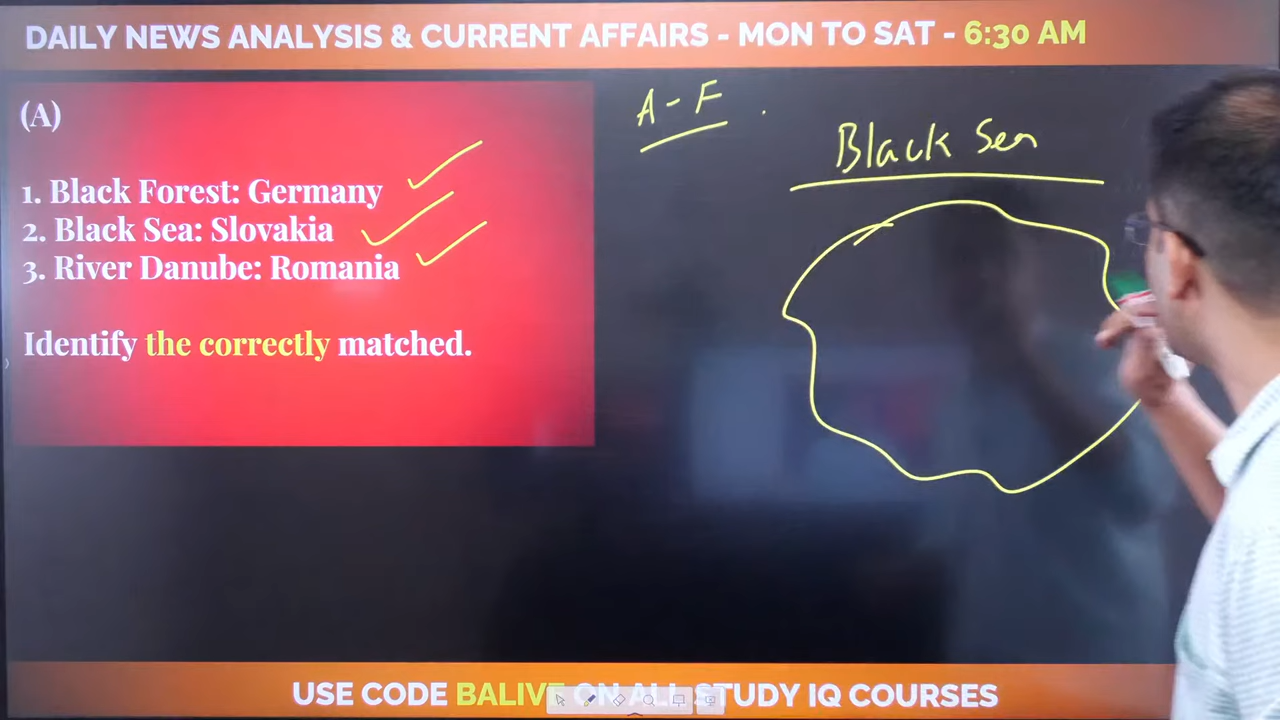 DAILY NEWS ANALYSIS & CURRENT AFFAIRS - MON TO SAT - 6:30 AM
(A)
1. Black Forest: Germany
2. Black Sea: Slovakia
3. River Danube: Romania
Identify the correctly matched.
A - F
Black Sea
USE CODE BALIVE ON ALL STUDY IQ COURSES